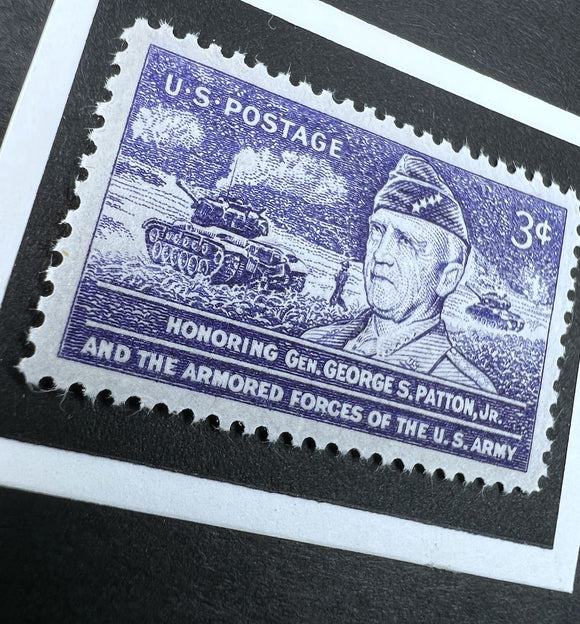 U·S·POSTAGE
3¢
HONORING GEN. GEORGE S. PATTON, JR.
AND THE ARMORED FORCES OF THE U.S. ARMY